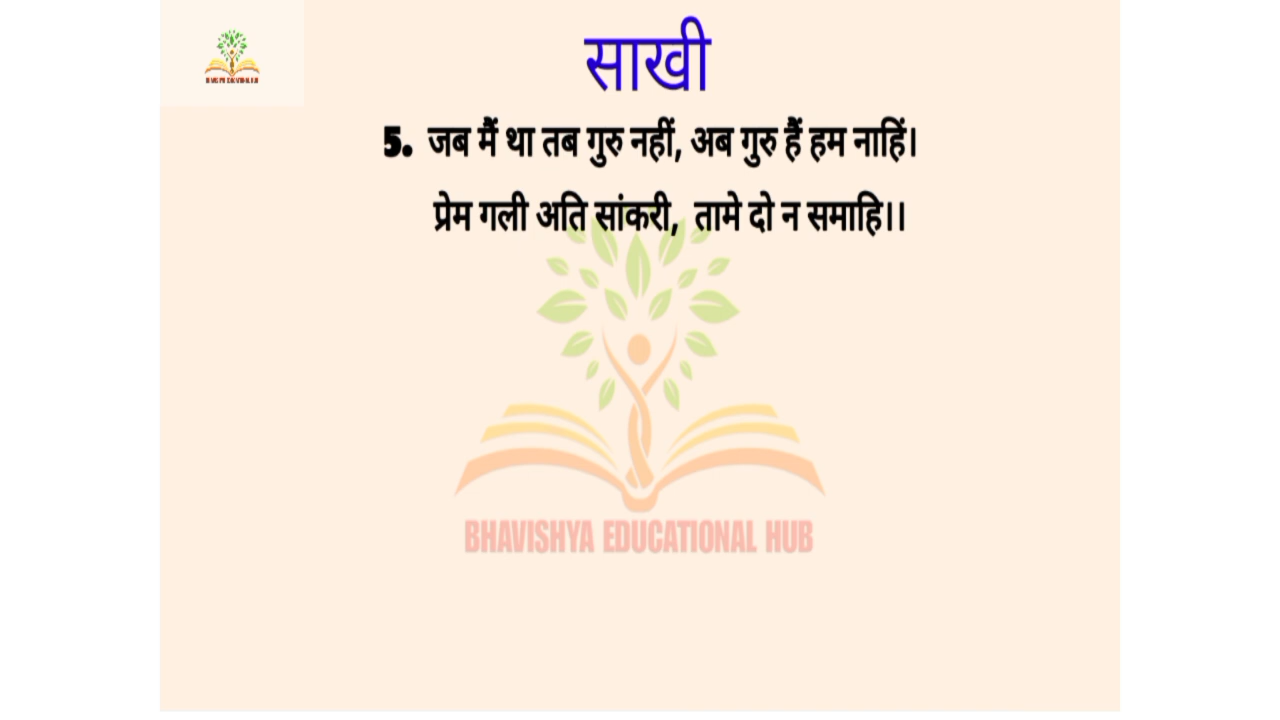 साखी
5. जब मैं था तब गुरु नहीं, अब गुरु हैं हम नाहिं।
प्रेम गली अति सांकरी, तामे दो न समाहि।।
BHAVISHYA EDUCATIONAL HUB